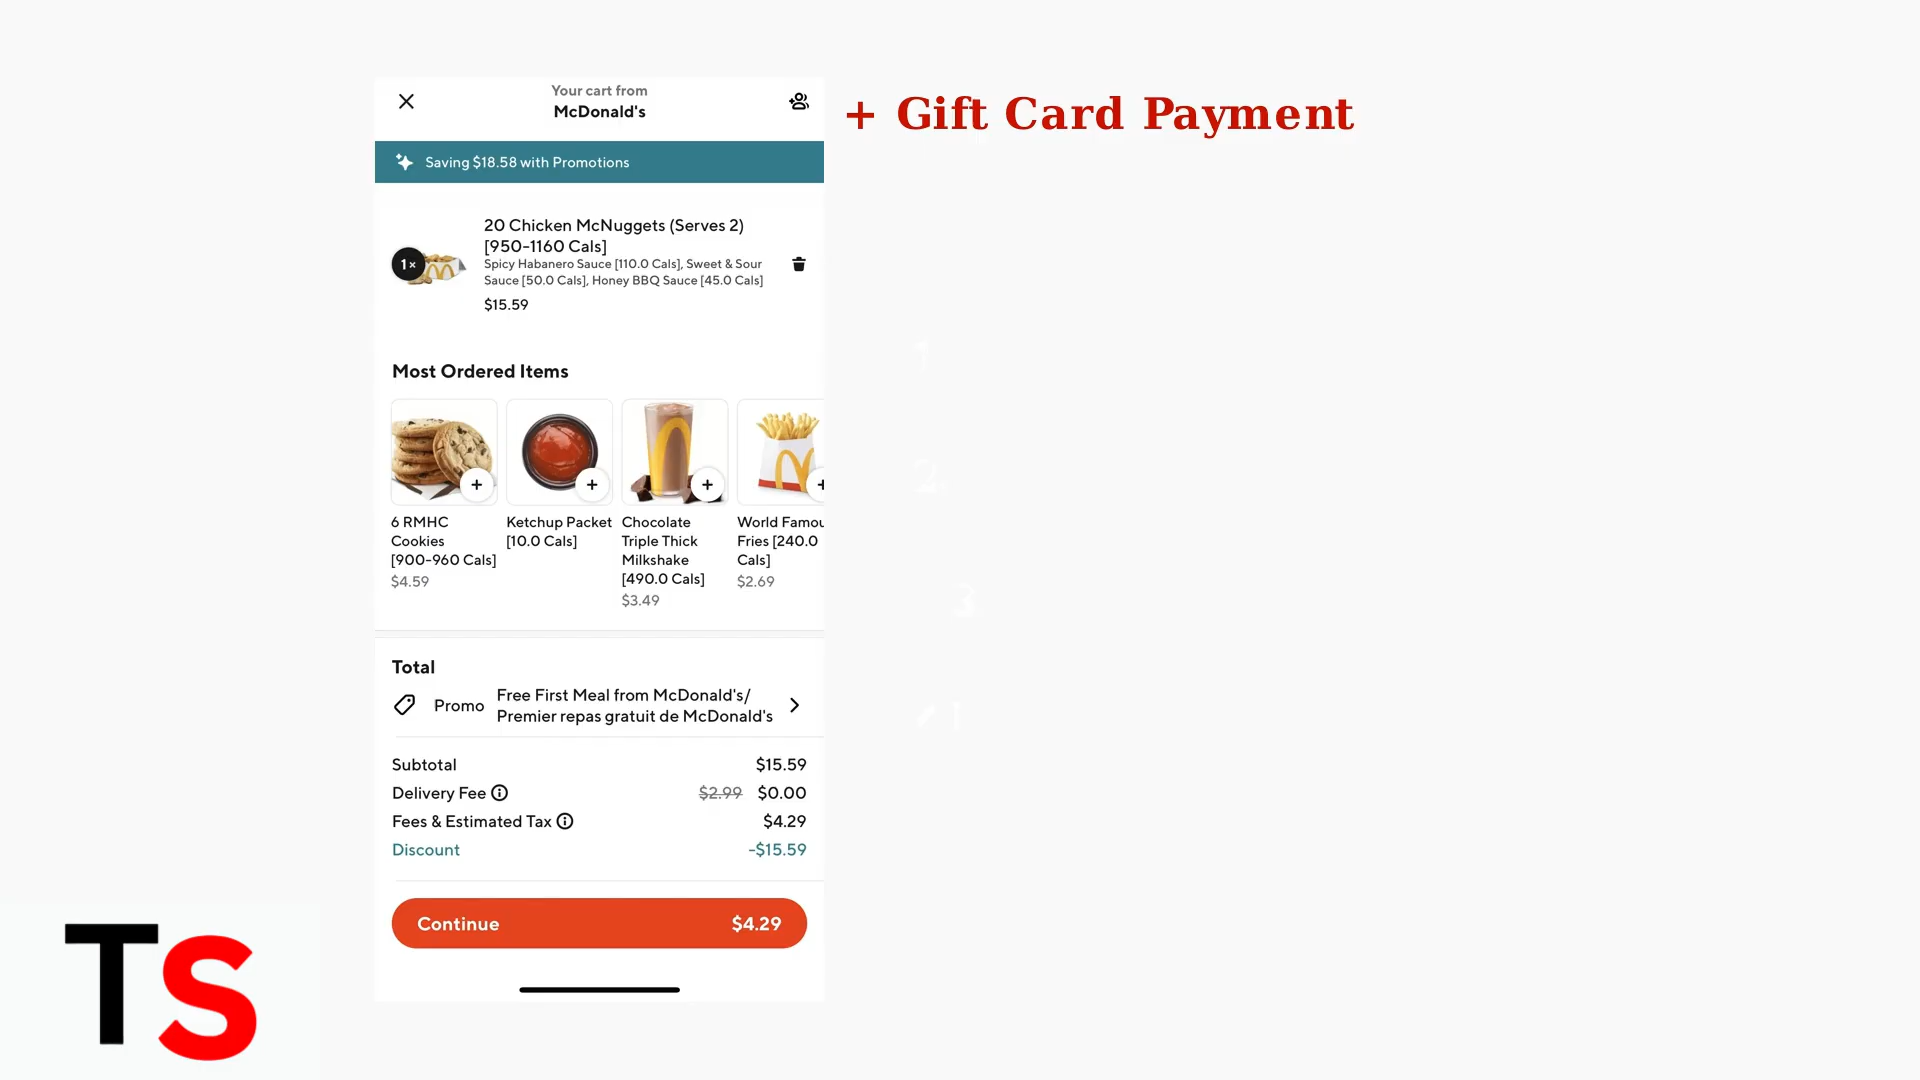 Your cart from
McDonald's
+ Gift Card Payment
Saving $18.58 with Promotions
20 Chicken McNuggets (Serves 2)
[950-1160 Cals]
1×
Spicy Habanero Sauce [110.0 Cals], Sweet & Sour
Sauce [50.0 Cals], Honey BBQ Sauce [45.0 Cals]
$15.59
Most Ordered Items
6 RMHC
Cookies
[900-960 Cals]
$4.59
Ketchup Packet
[10.0 Cals]
Chocolate
Triple Thick
Milkshake
[490.0 Cals]
$3.49
World Famou
Fries [240.0
Cals]
$2.69
Total
Promo
Free First Meal from McDonald's/
Premier repas gratuit de McDonald's
Subtotal $15.59
Delivery Fee $2.99 $0.00
Fees & Estimated Tax $4.29
Discount -$15.59
Continue $4.29
TS
1
2
3